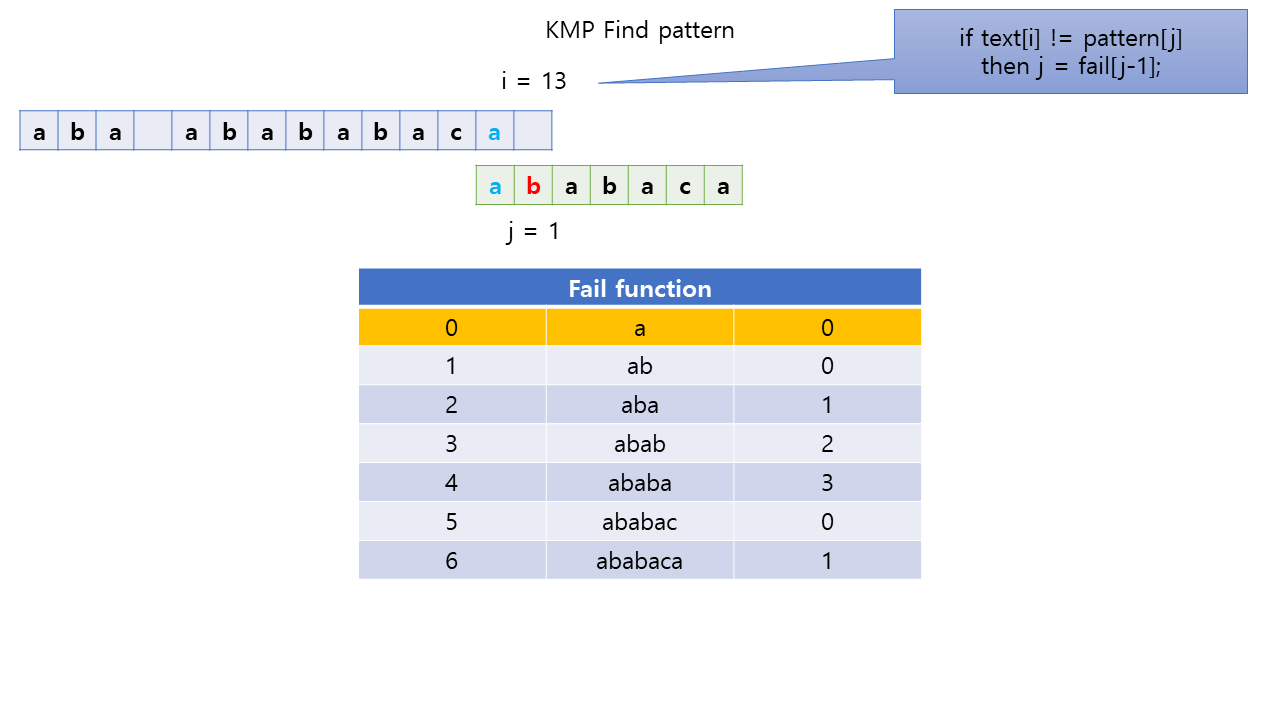 KMP Find pattern
if text[i] != pattern[j]
then j = fail[j-1];
i = 13
a b a a b a b a b a c a
a b a b a c a
j = 1
Fail function
0 a 0
1 ab 0
2 aba 1
3 abab 2
4 ababa 3
5 ababac 0
6 ababaca 1